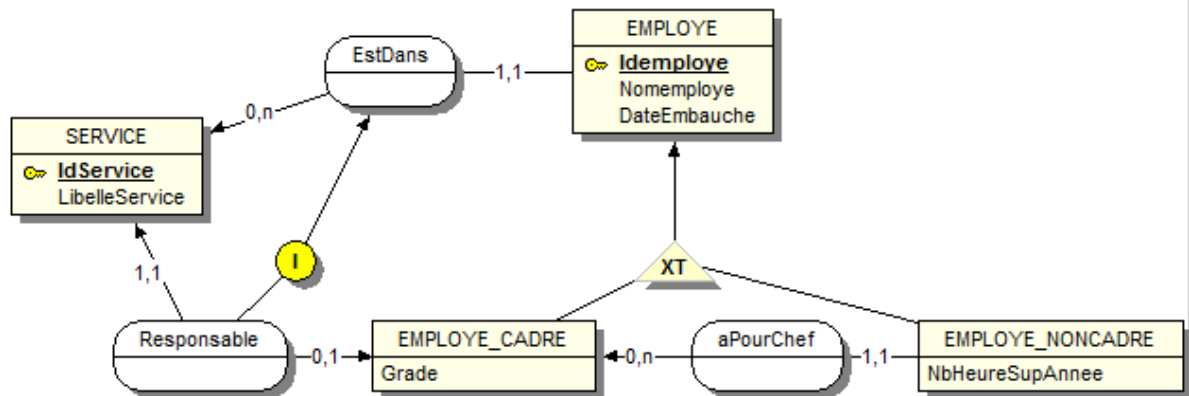 EMPLOYE
Idemploye
Nomemploye
DateEmbauche
EstDans
1,1
0,n
SERVICE
IdService
LibelleService
I
1,1
XT
Responsable
0,1
EMPLOYE_CADRE
Grade
0,n
aPourChef
1,1
EMPLOYE_NONCADRE
NbHeureSupAnnee